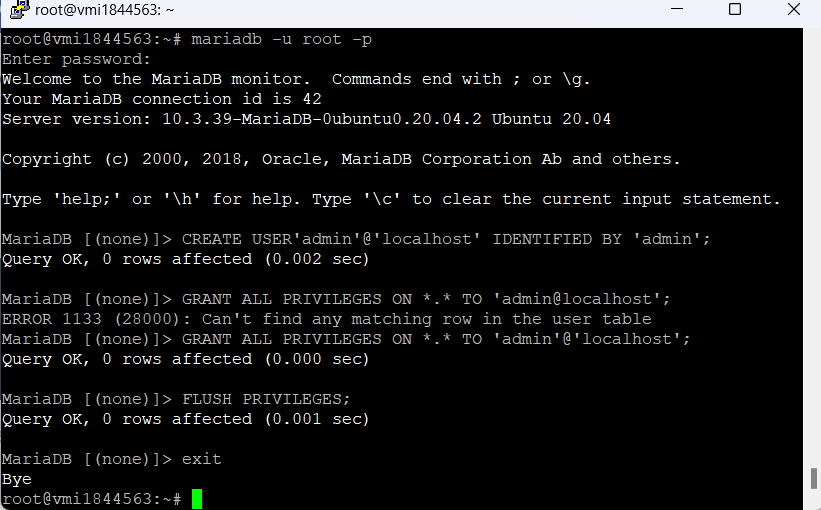 root@vmi1844563: ~
root@vmi1844563:~# mariadb -u root -p
Enter password:
Welcome to the MariaDB monitor.  Commands end with ; or \g.
Your MariaDB connection id is 42
Server version: 10.3.39-MariaDB-0ubuntu0.20.04.2 Ubuntu 20.04
Copyright (c) 2000, 2018, Oracle, MariaDB Corporation Ab and others.
Type 'help;' or '\h' for help. Type '\c' to clear the current input statement.
MariaDB [(none)]> CREATE USER'admin'@'localhost' IDENTIFIED BY 'admin';
Query OK, 0 rows affected (0.002 sec)
MariaDB [(none)]> GRANT ALL PRIVILEGES ON *.* TO 'admin@localhost';
ERROR 1133 (28000): Can't find any matching row in the user table
MariaDB [(none)]> GRANT ALL PRIVILEGES ON *.* TO 'admin'@'localhost';
Query OK, 0 rows affected (0.000 sec)
MariaDB [(none)]> FLUSH PRIVILEGES;
Query OK, 0 rows affected (0.001 sec)
MariaDB [(none)]> exit
Bye
root@vmi1844563:~#